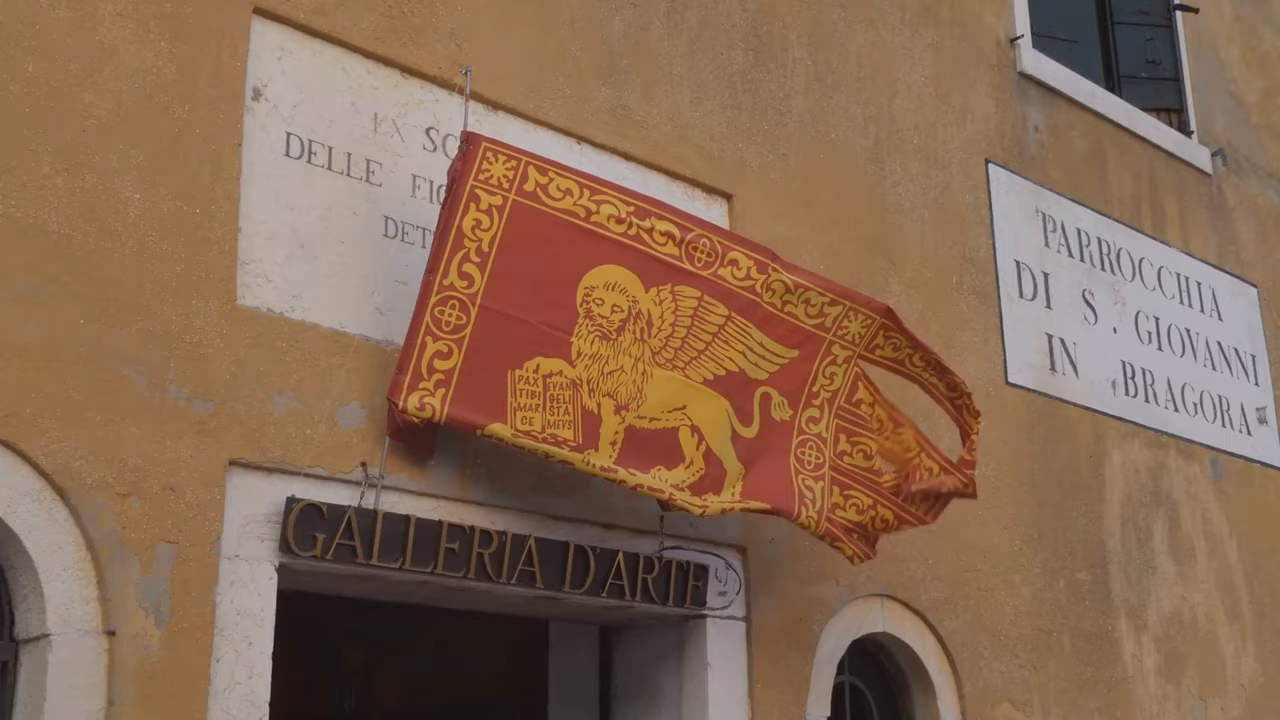 EX SC
DELLE FIG
DET
PAX
TIBI
MAR
CE
EVAN
GELI
STA
MEVS
GALLERIA D'ARTE
PARROCCHIA
DI S. GIOVANNI
IN BRAGORA